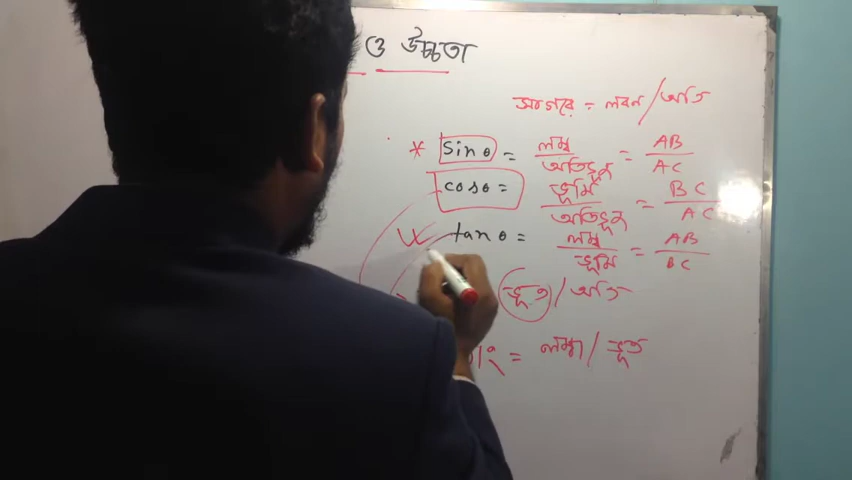 ও উচ্চতা
সাগরে = লবন / অতি
* sinθ = লম্ব / অতিভূজ = AB / AC
cosθ = ভূমি / অতিভূজ = BC / AC
tanθ = লম্ব / ভূমি = AB / BC
ভূত / অতি
= লম্বা / ভূত